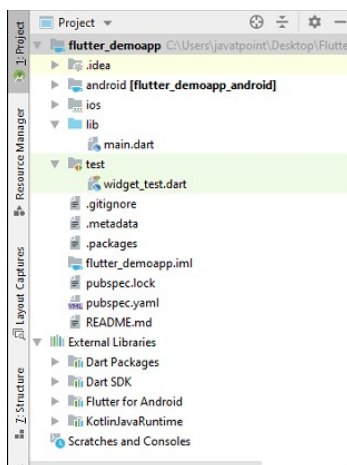 Project
flutter_demoapp C:\Users\javatpoint\Desktop\Flutte
.idea
android [flutter_demoapp_android]
ios
lib
main.dart
test
widget_test.dart
.gitignore
.metadata
.packages
flutter_demoapp.iml
pubspec.lock
pubspec.yaml
README.md
External Libraries
Dart Packages
Dart SDK
Flutter for Android
KotlinJavaRuntime
Scratches and Consoles
1: Project
Resource Manager
Layout Captures
7: Structure